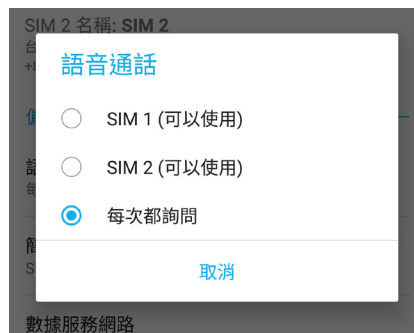 SIM 2 名稱: SIM 2
語音通話
SIM 1 (可以使用)
SIM 2 (可以使用)
每次都詢問
取消
數據服務網路